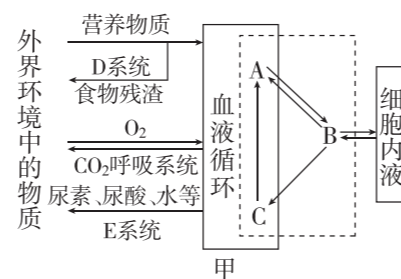 外界环境中的物质
营养物质
D系统
食物残渣
O₂
CO₂呼吸系统
尿素、尿酸、水等
E系统
血液循环
A
B
C
细胞内液
甲